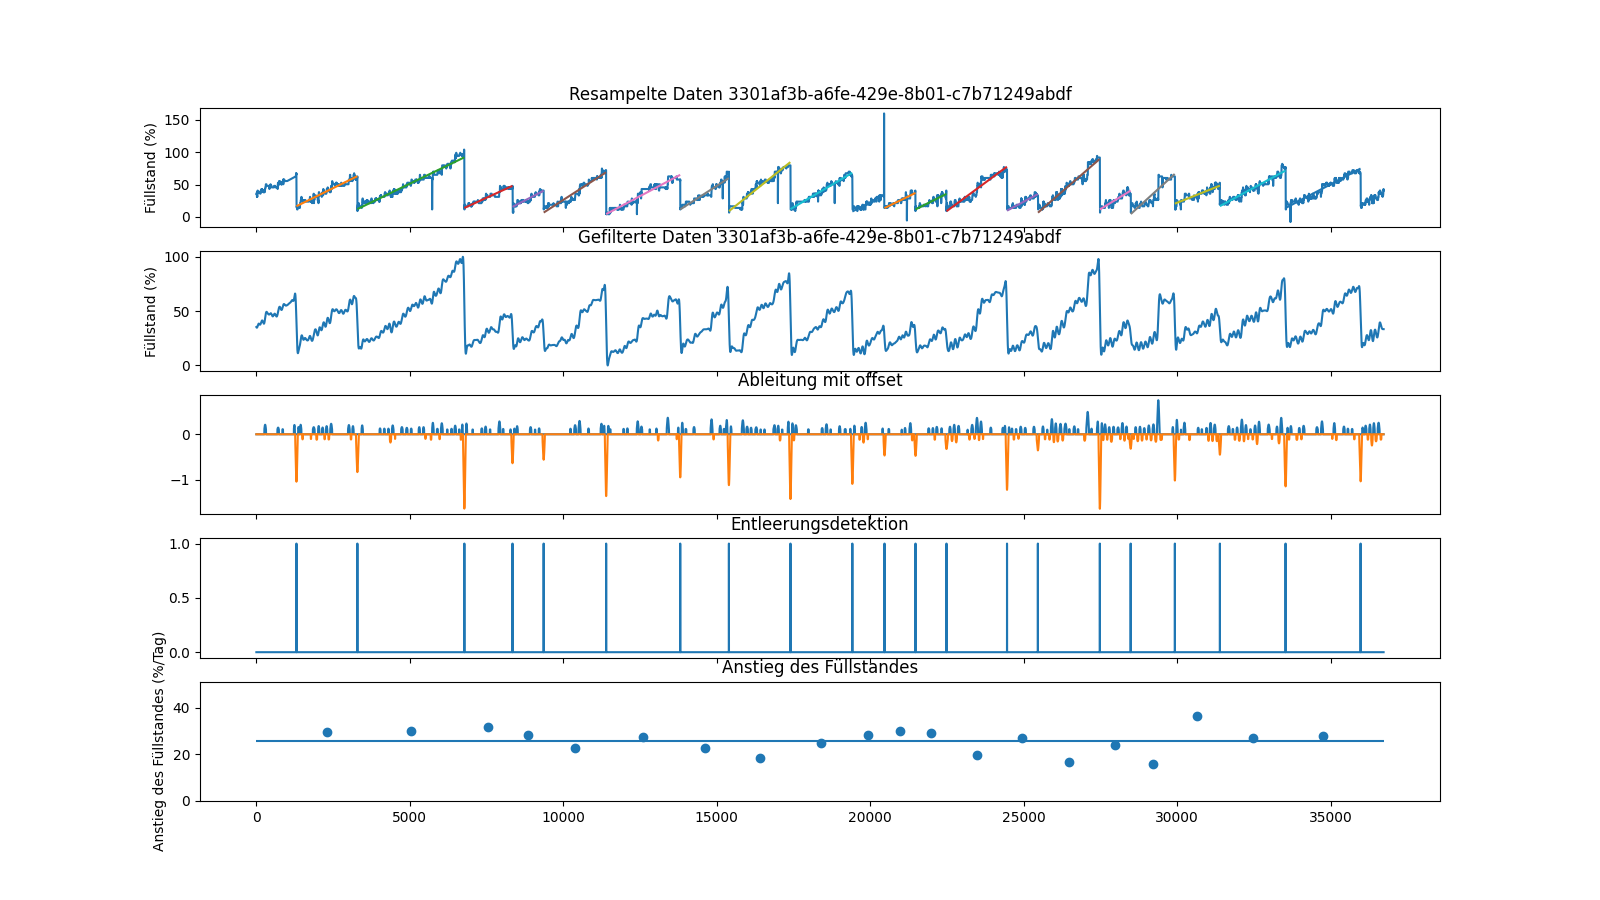 Resampelte Daten 3301af3b-a6fe-429e-8b01-c7b71249abdf
Füllstand (%)
150
100
50
0
Gefilterte Daten 3301af3b-a6fe-429e-8b01-c7b71249abdf
Füllstand (%)
100
50
0
Ableitung mit offset
0
−1
Entleerungsdetektion
1.0
0.5
0.0
Anstieg des Füllstandes
Anstieg des Füllstandes (%/Tag)
40
20
0
0 5000 10000 15000 20000 25000 30000 35000